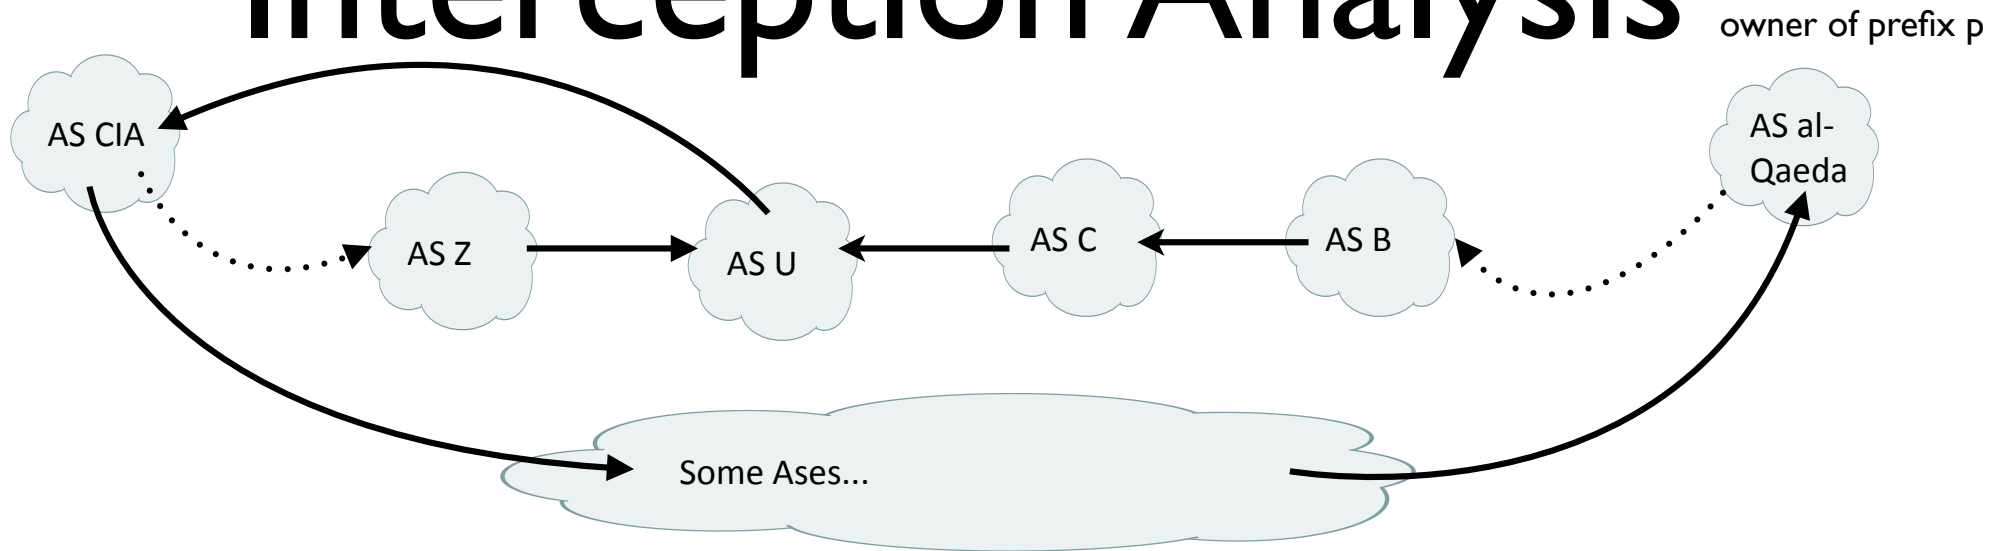 Interception Analysis
owner of prefix p
AS CIA
AS al-
Qaeda
AS Z
AS U
AS C
AS B
Some Ases...